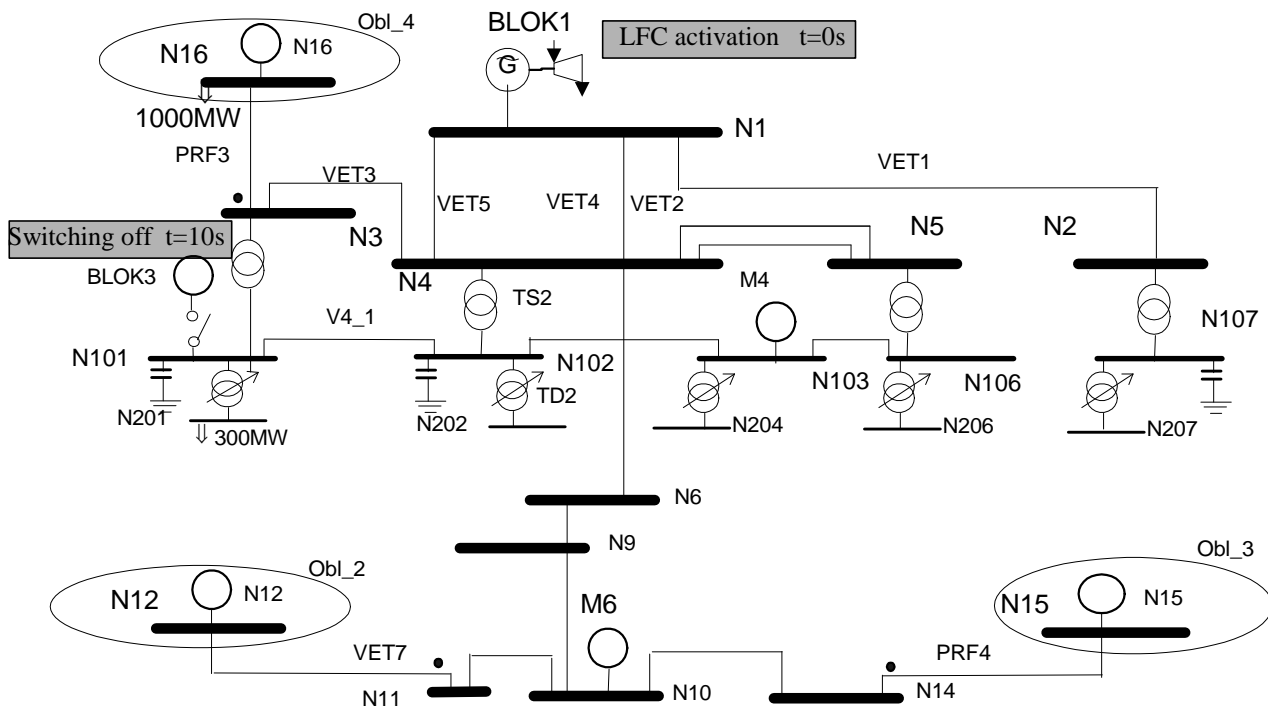 Obl_4
BLOK1
LFC activation t=0s
N16
N16
G
1000MW
N1
PRF3
VET1
VET3
VET5
VET4
VET2
Switching off t=10s
N3
N5
N2
BLOK3
N4
TS2
M4
V4_1
N107
N101
N102
N103
N106
TD2
N201
N202
N204
N206
N207
300MW
N6
N9
Obl_2
Obl_3
N12
N12
M6
N15
N15
VET7
PRF4
N11
N10
N14